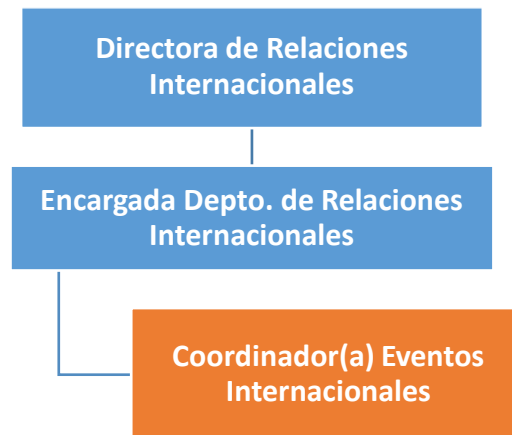 Directora de Relaciones
Internacionales
Encargada Depto. de Relaciones
Internacionales
Coordinador(a) Eventos
Internacionales